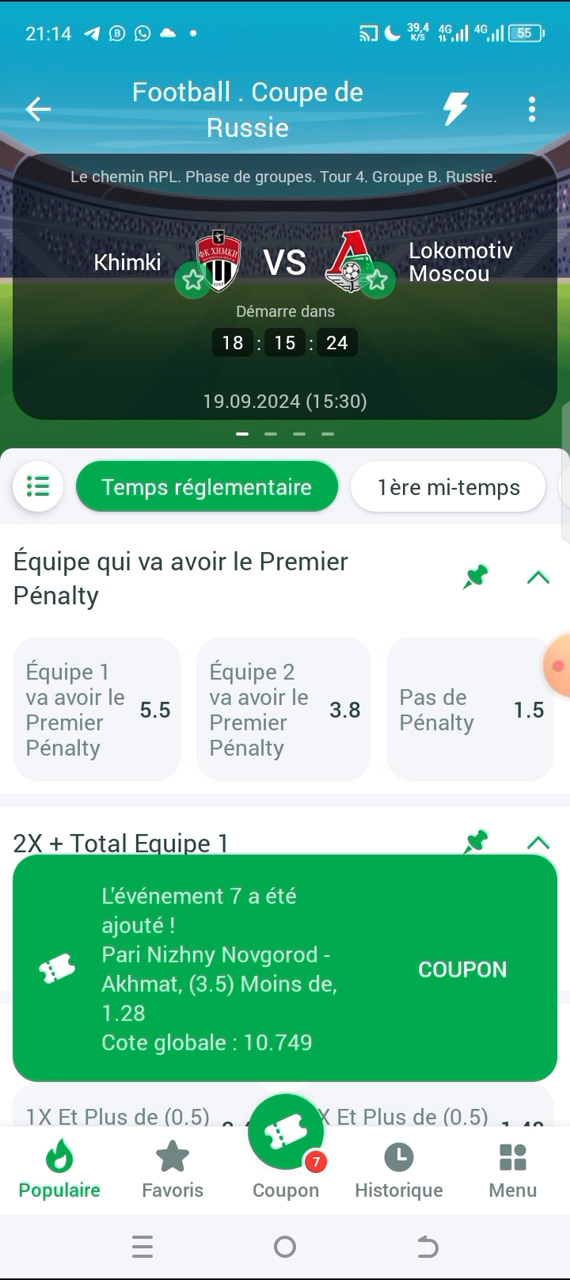 21:14
39,4 K/S 4G 4G 55
Football . Coupe de
Russie
Le chemin RPL. Phase de groupes. Tour 4. Groupe B. Russie.
Khimki
ФК ХИМКИ
VS
Lokomotiv
Moscou
Démarre dans
18 : 15 : 24
19.09.2024 (15:30)
Temps réglementaire
1ère mi-temps
Équipe qui va avoir le Premier
Pénalty
Équipe 1
va avoir le
Premier
Pénalty
5.5
Équipe 2
va avoir le
Premier
Pénalty
3.8
Pas de
Pénalty
1.5
2X + Total Equipe 1
L'événement 7 a été
ajouté !
Pari Nizhny Novgorod -
Akhmat, (3.5) Moins de,
1.28
Cote globale : 10.749
COUPON
1X Et Plus de (0.5)
X Et Plus de (0.5)
7
Populaire
Favoris
Coupon
Historique
Menu